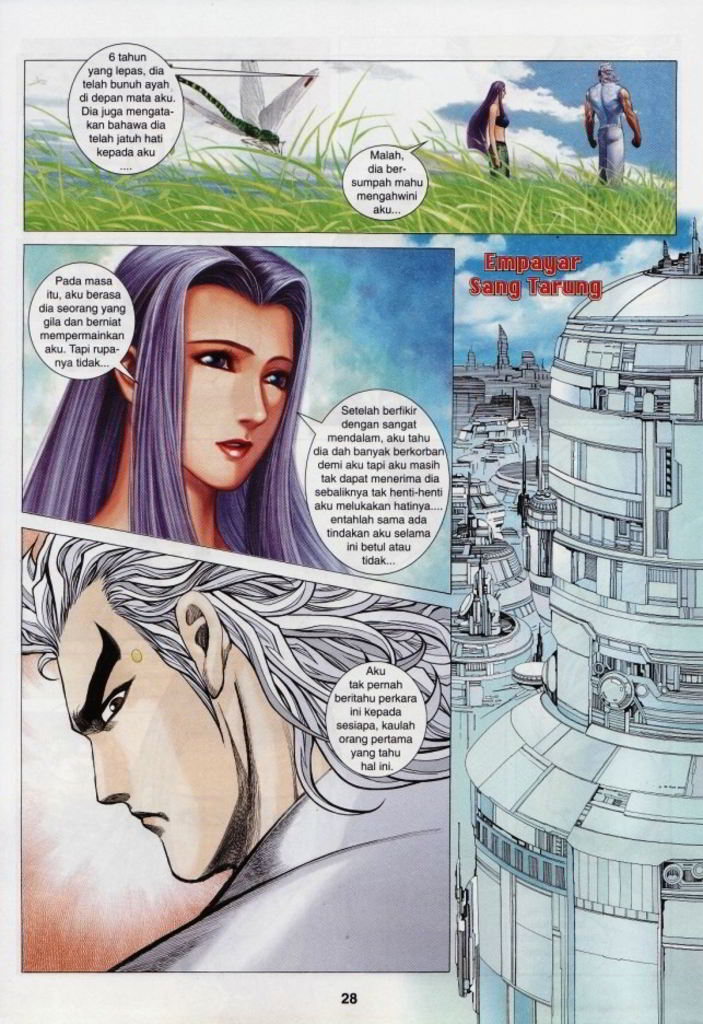 6 tahun
yang lepas, dia
telah bunuh ayah
di depan mata aku.
Dia juga mengata-
kan bahawa dia
telah jatuh hati
kepada aku
....
Malah,
dia ber-
sumpah mahu
mengahwini
aku...
Empayar
Sang Tarung
Pada masa
itu, aku berasa
dia seorang yang
gila dan berniat
mempermainkan
aku. Tapi rupa-
nya tidak...
Setelah berfikir
dengan sangat
mendalam, aku tahu
dia dah banyak berkorban
demi aku tapi aku masih
tak dapat menerima dia
sebaliknya tak henti-henti
aku melukakan hatinya....
entahlah sama ada
tindakan aku selama
ini betul atau
tidak...
Aku
tak pernah
beritahu perkara
ini kepada
sesiapa, kaulah
orang pertama
yang tahu
hal ini.
28